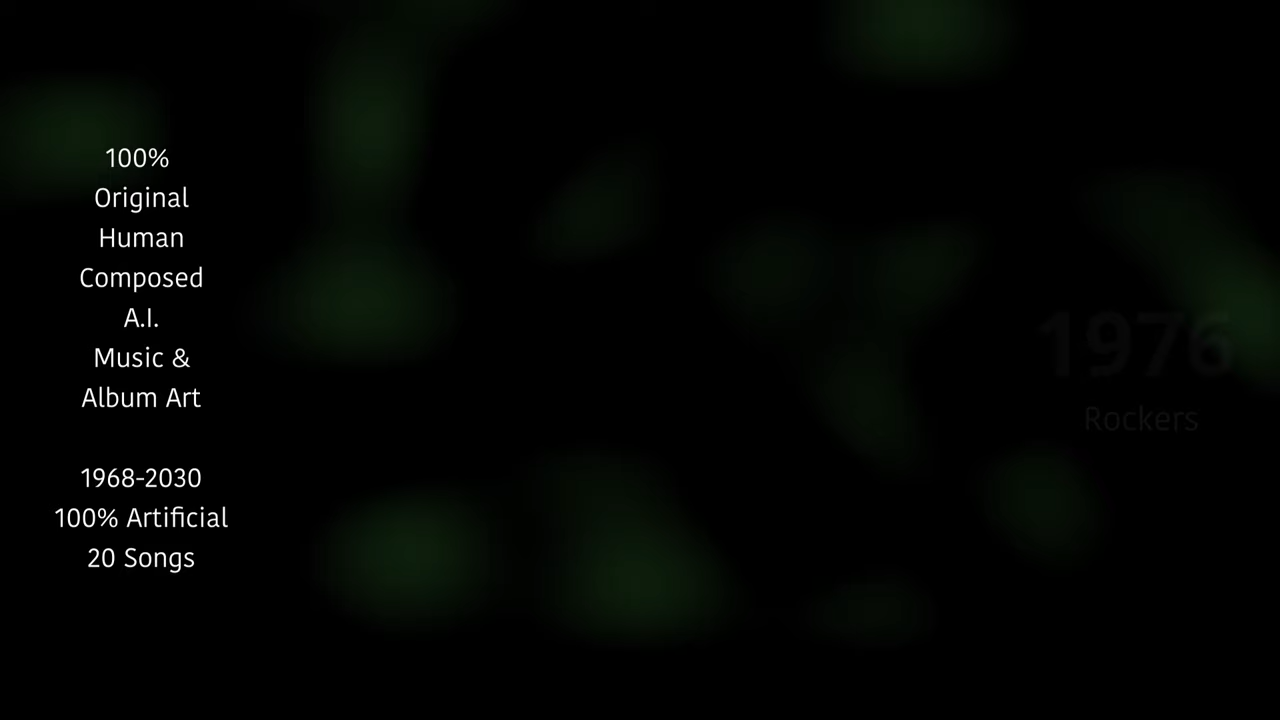 100%
Original
Human
Composed
A.I.
Music &
Album Art
1968-2030
100% Artificial
20 Songs
1976
Rockers